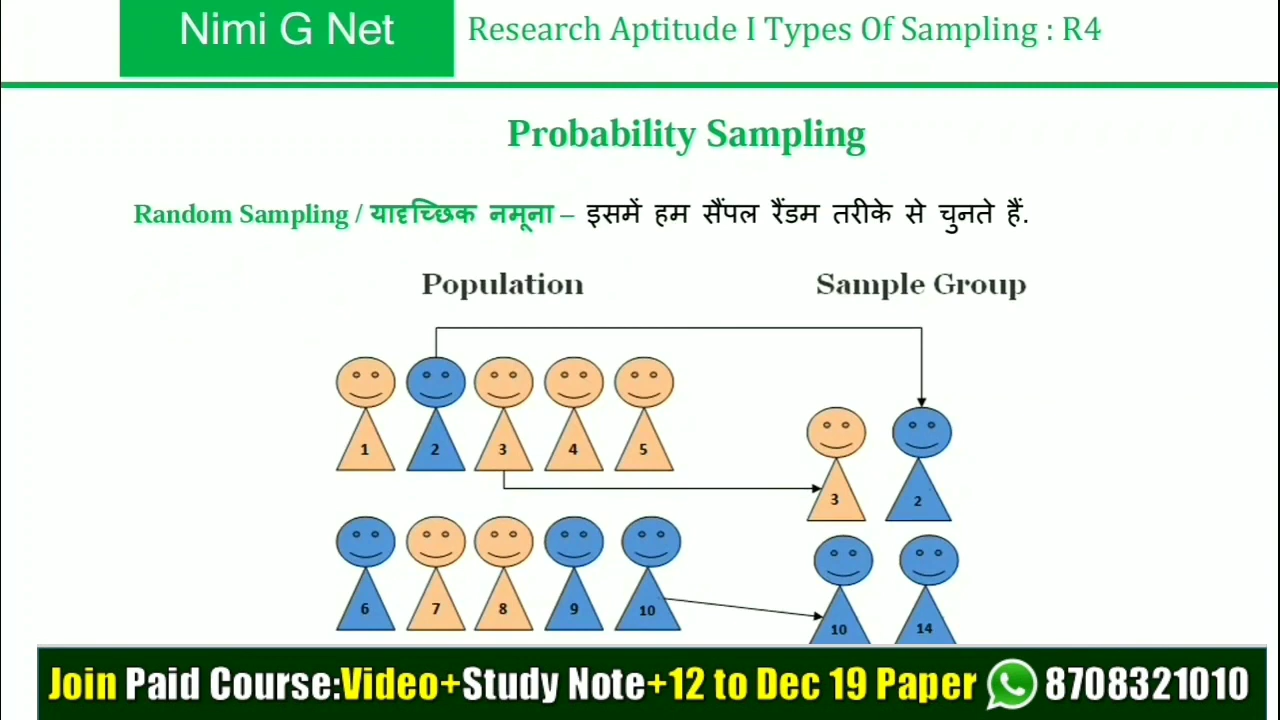 Nimi G Net
Research Aptitude I Types Of Sampling : R4
Probability Sampling
Random Sampling / यादृच्छिक नमूना – इसमें हम सैंपल रैंडम तरीके से चुनते हैं.
Population
Sample Group
1 2 3 4 5
3 2
6 7 8 9 10
10 14
Join Paid Course:Video+Study Note+12 to Dec 19 Paper 8708321010